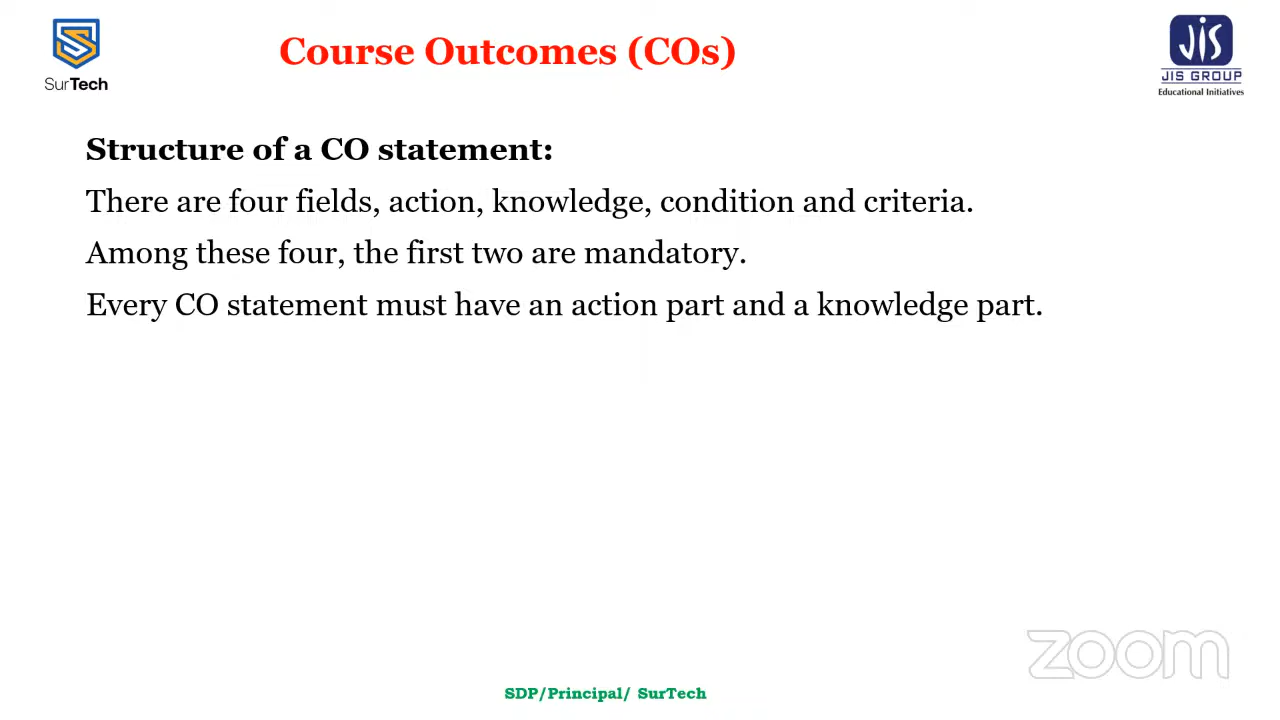 SurTech
Course Outcomes (COs)
JIS
JIS GROUP
Educational Initiatives
Structure of a CO statement:
There are four fields, action, knowledge, condition and criteria.
Among these four, the first two are mandatory.
Every CO statement must have an action part and a knowledge part.
zoom
SDP/Principal/ SurTech